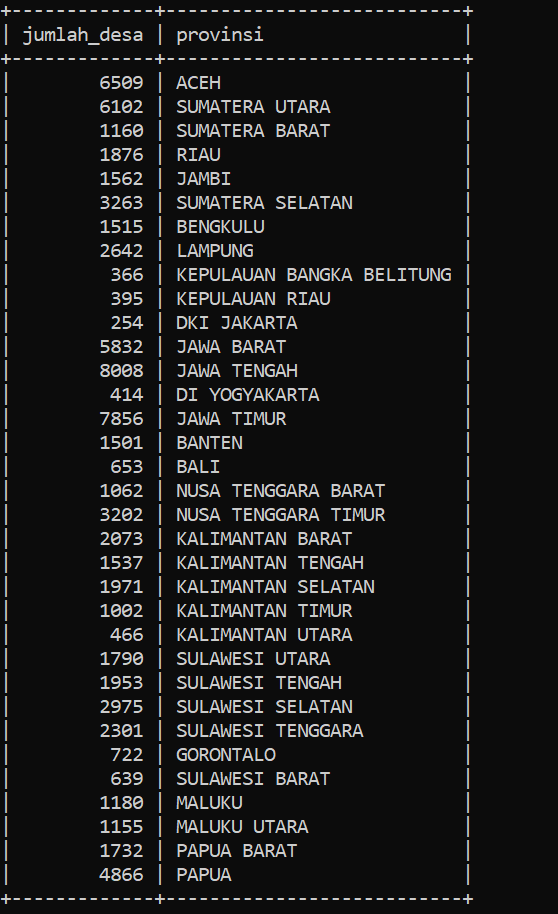 +-------------+---------------------------+
| jumlah_desa | provinsi                  |
+-------------+---------------------------+
|        6509 | ACEH                      |
|        6102 | SUMATERA UTARA            |
|        1160 | SUMATERA BARAT            |
|        1876 | RIAU                      |
|        1562 | JAMBI                     |
|        3263 | SUMATERA SELATAN          |
|        1515 | BENGKULU                  |
|        2642 | LAMPUNG                   |
|         366 | KEPULAUAN BANGKA BELITUNG |
|         395 | KEPULAUAN RIAU            |
|         254 | DKI JAKARTA               |
|        5832 | JAWA BARAT                |
|        8008 | JAWA TENGAH               |
|         414 | DI YOGYAKARTA             |
|        7856 | JAWA TIMUR                |
|        1501 | BANTEN                    |
|         653 | BALI                      |
|        1062 | NUSA TENGGARA BARAT       |
|        3202 | NUSA TENGGARA TIMUR       |
|        2073 | KALIMANTAN BARAT          |
|        1537 | KALIMANTAN TENGAH         |
|        1971 | KALIMANTAN SELATAN        |
|        1002 | KALIMANTAN TIMUR          |
|         466 | KALIMANTAN UTARA          |
|        1790 | SULAWESI UTARA            |
|        1953 | SULAWESI TENGAH           |
|        2975 | SULAWESI SELATAN          |
|        2301 | SULAWESI TENGGARA         |
|         722 | GORONTALO                 |
|         639 | SULAWESI BARAT            |
|        1180 | MALUKU                    |
|        1155 | MALUKU UTARA              |
|        1732 | PAPUA BARAT               |
|        4866 | PAPUA                     |
+-------------+---------------------------+